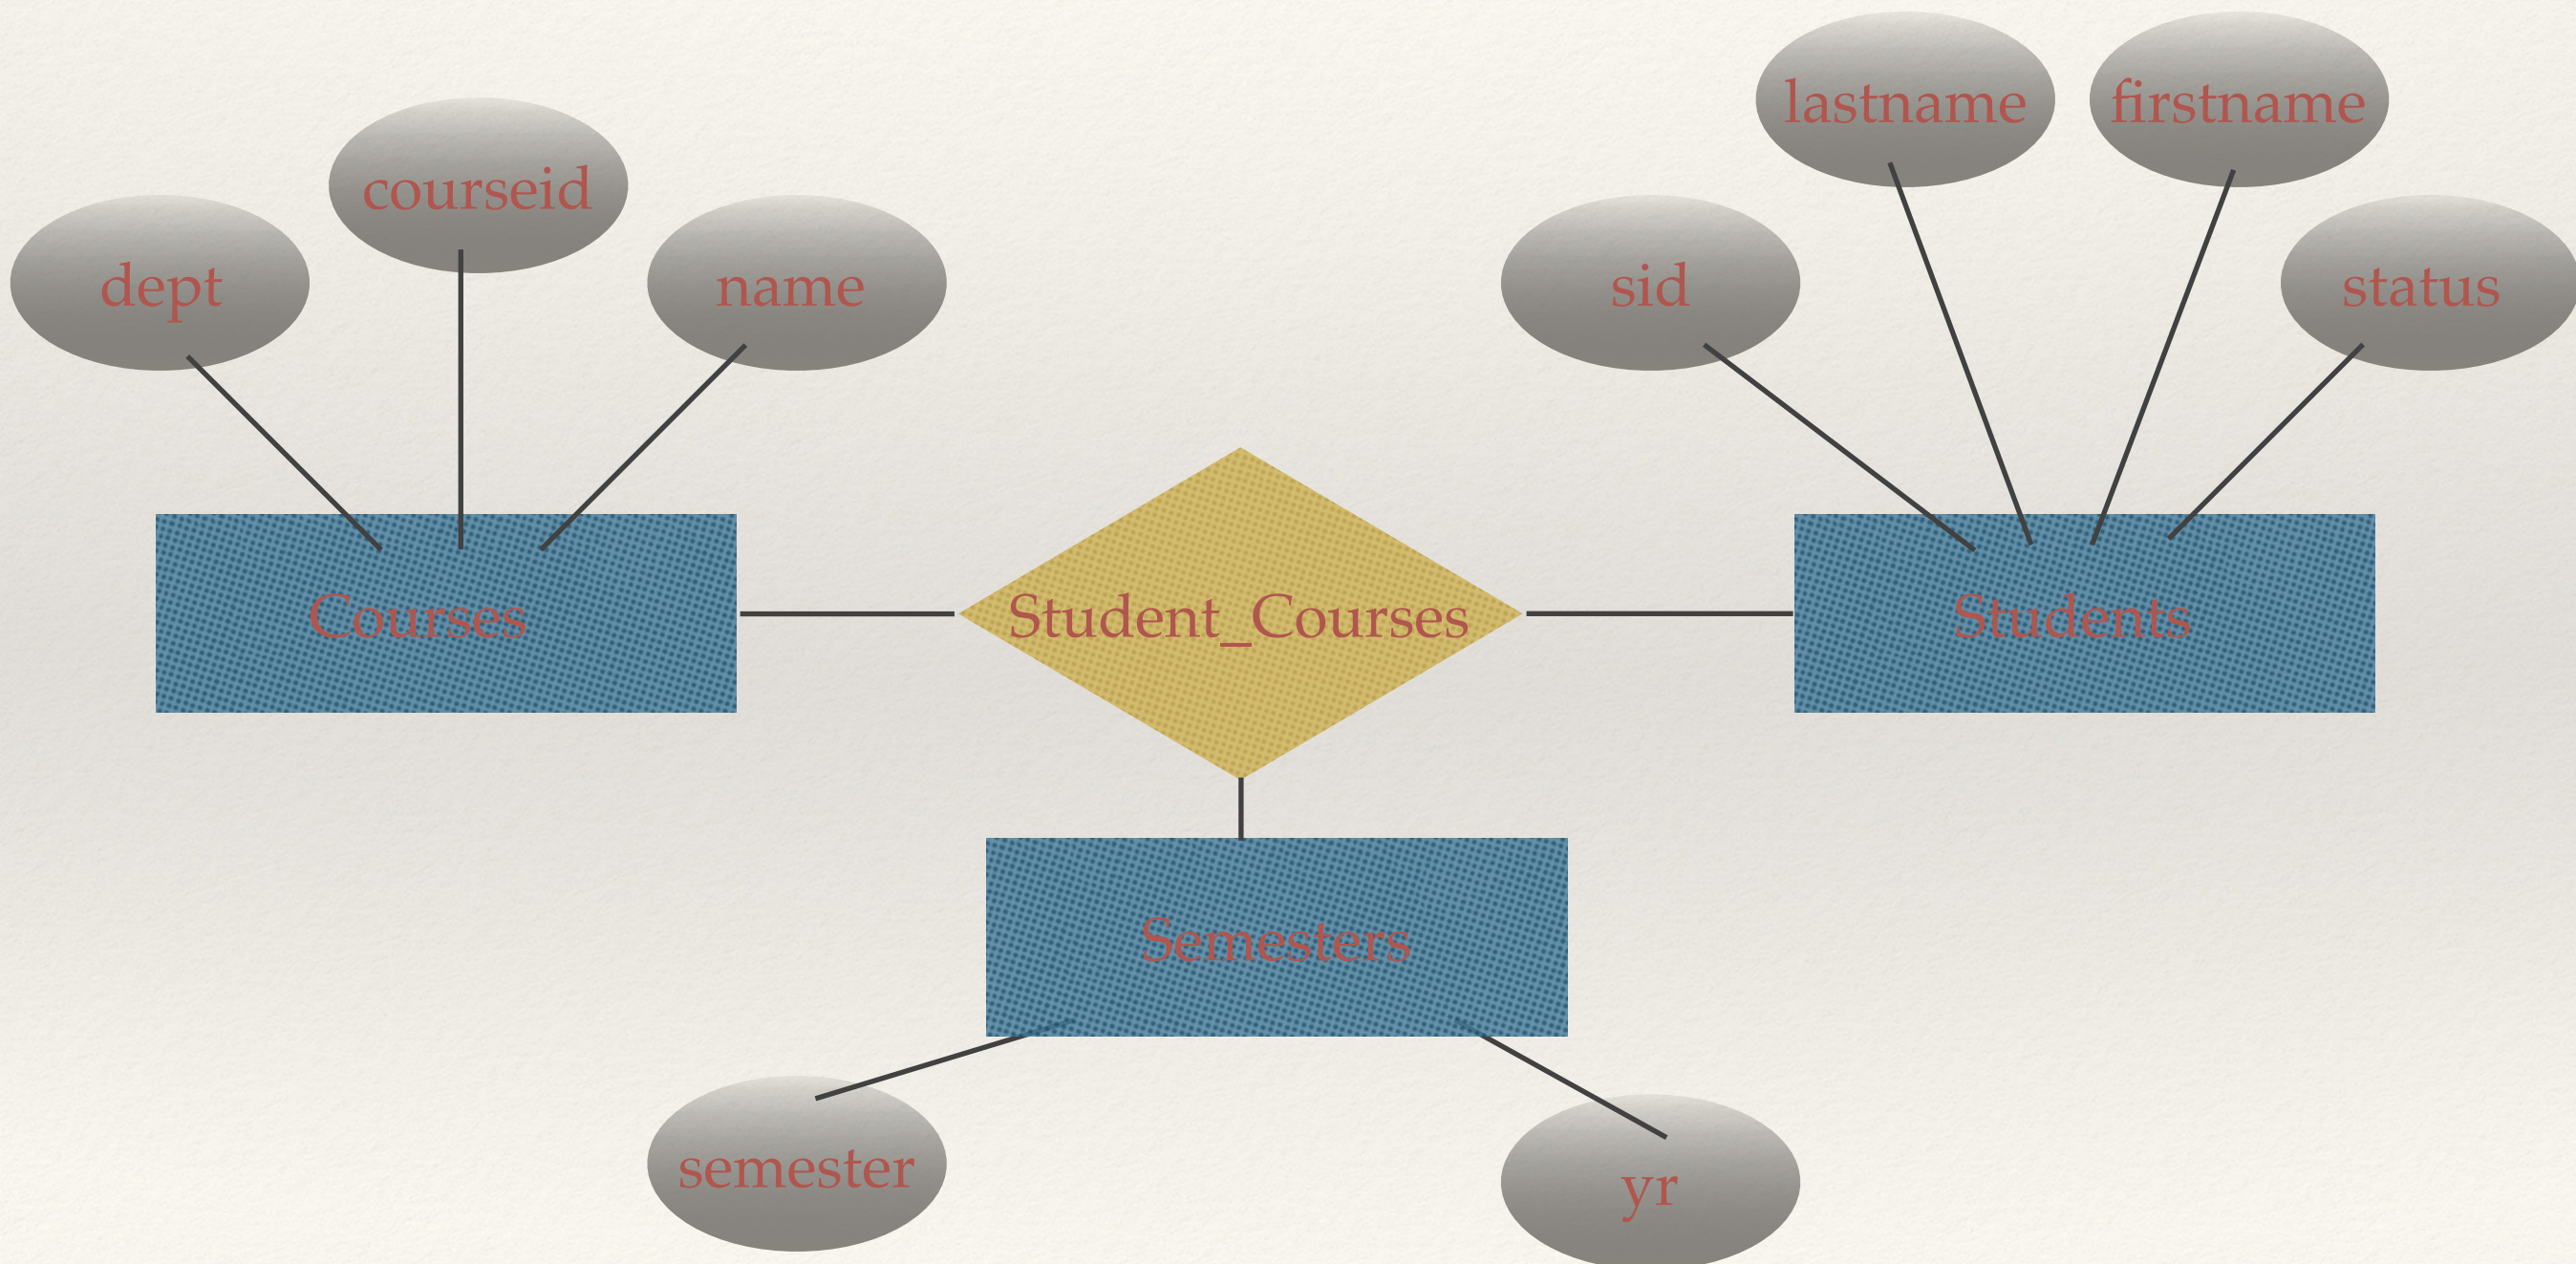 lastname
firstname
courseid
dept
name
sid
status
Courses
Student_Courses
Students
Semesters
semester
yr